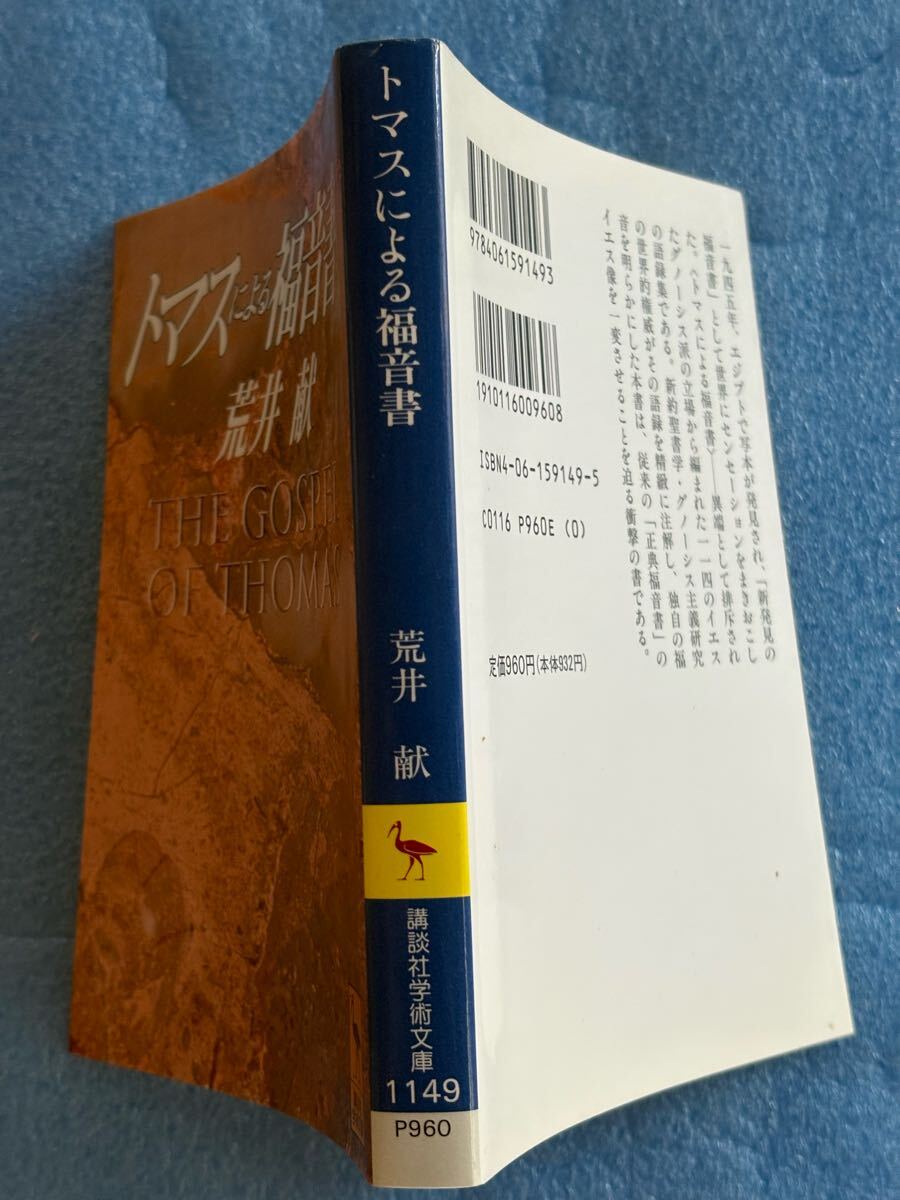 トマスによる福音書
荒井 献
THE GOSPEL
OF THOMAS
トマスによる福音書
荒井 献
講談社学術文庫
1149
P960
9784061591493
1910116009608
ISBN4-06-159149-5
C0116 P960E (0)
定価960円(本体932円)
一九四五年、エジプトで写本が発見され、「新発見の
福音書」として世界にセンセーションをまきおこし
た、〈トマスによる福音書〉――異端として排斥され
たグノーシス派の立場から編まれた一一四のイエス
の語録集である。新約聖書学・グノーシス主義研究
の世界的権威がその語録を精緻に注解し、独自の福
音を明らかにした本書は、従来の「正典福音書」の
イエス像を一変させることを迫る衝撃の書である。